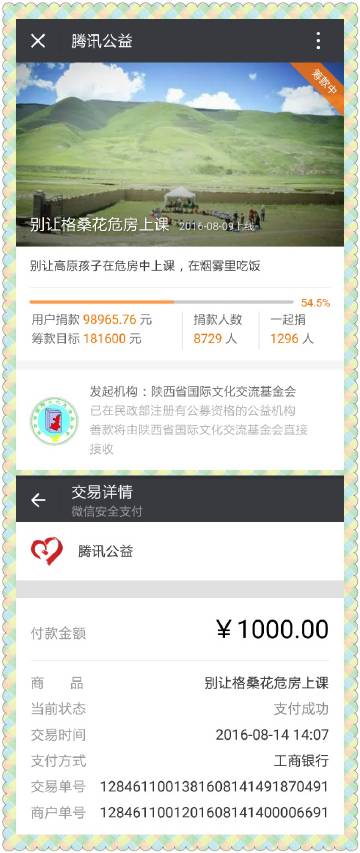 腾讯公益
筹款中
别让格桑花危房上课 2016-08-09上线
别让高原孩子在危房中上课，在烟雾里吃饭
54.5%
用户捐款 98965.76 元 捐款人数 一起捐
筹款目标 181600 元 8729 人 1296 人
发起机构：陕西省国际文化交流基金会
已在民政部注册有公募资格的公益机构
善款将由陕西省国际文化交流基金会直接
接收
交易详情
微信安全支付
腾讯公益
付款金额 ￥1000.00
商 品 别让格桑花危房上课
当前状态 支付成功
交易时间 2016-08-14 14:07
支付方式 工商银行
交易单号 1284611001381608141491870491
商户单号 1284611001201608141400006691